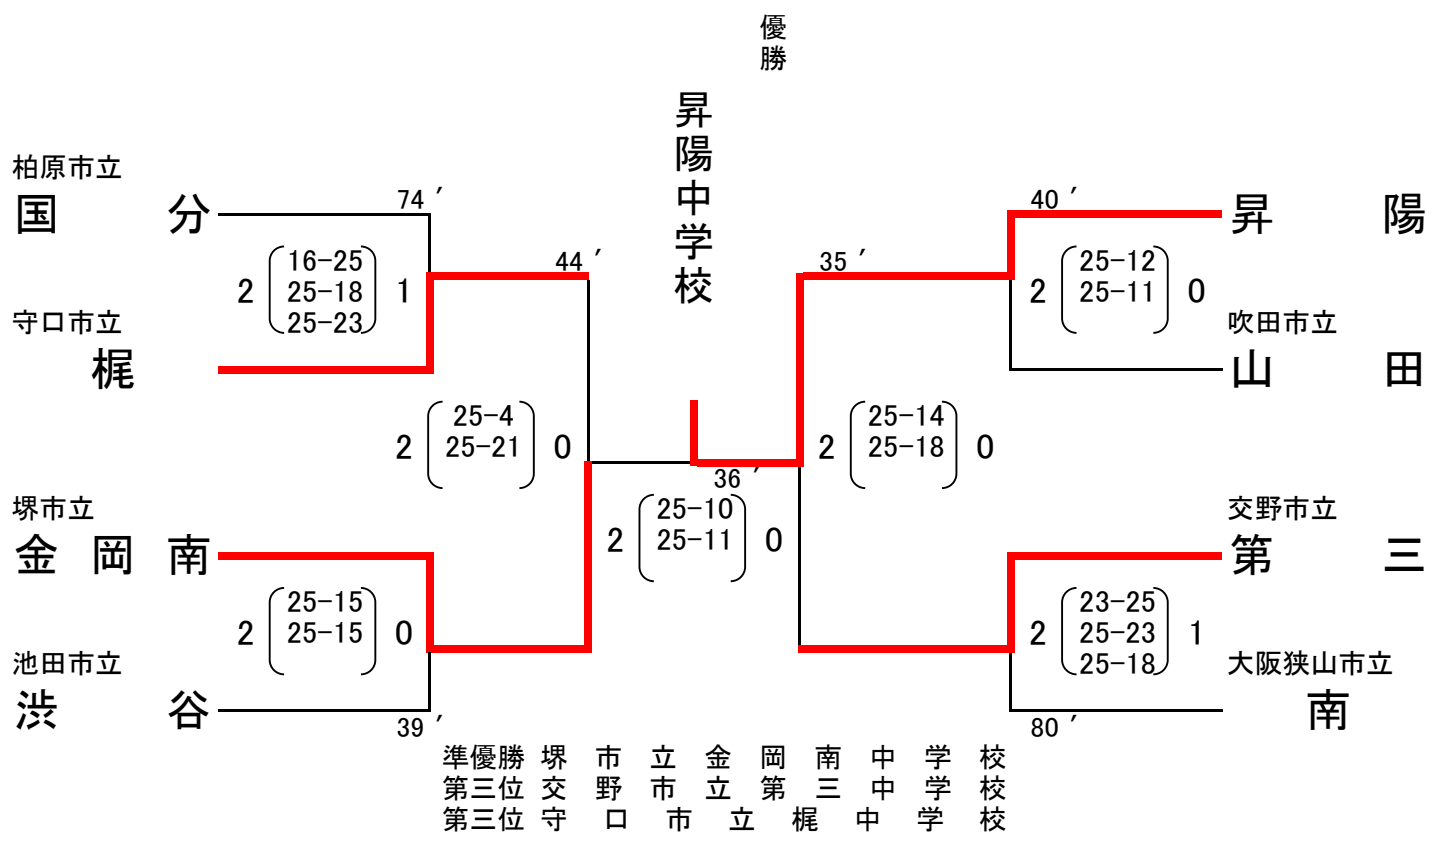 優勝
昇陽中学校
柏原市立
国分
74′
2 16-25 1
25-18
25-23
守口市立
梶
44′
2 25-4 0
25-21
堺市立
金岡南
2 25-15 0
25-15
池田市立
渋谷
39′
35′
2 25-14 0
25-18
36′
2 25-10 0
25-11
40′
昇陽
2 25-12 0
25-11
吹田市立
山田
交野市立
第三
2 23-25 1
25-23
25-18
大阪狭山市立
南
80′
準優勝 堺市立金岡南中学校
第三位 交野市立第三中学校
第三位 守口市立梶中学校